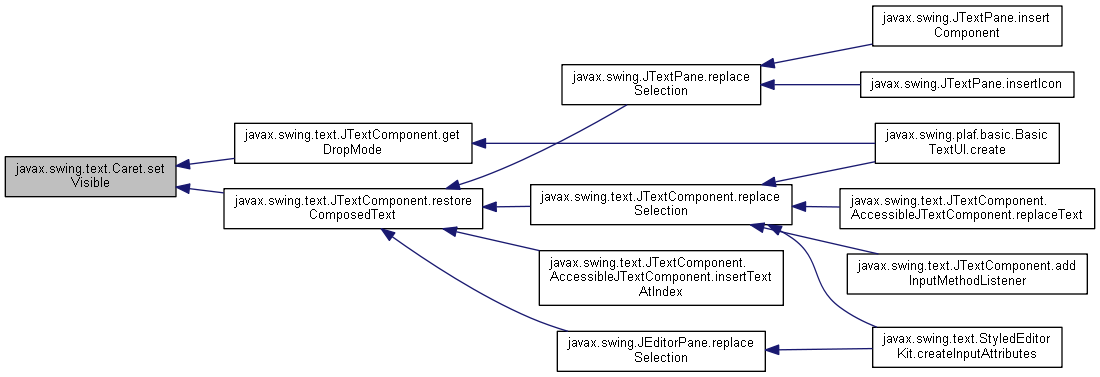 javax.swing.text.Caret.set
Visible
javax.swing.text.JTextComponent.get
DropMode
javax.swing.text.JTextComponent.restore
ComposedText
javax.swing.JTextPane.replace
Selection
javax.swing.text.JTextComponent.replace
Selection
javax.swing.text.JTextComponent.
AccessibleJTextComponent.insertText
AtIndex
javax.swing.JEditorPane.replace
Selection
javax.swing.JTextPane.insert
Component
javax.swing.JTextPane.insertIcon
javax.swing.plaf.basic.Basic
TextUI.create
javax.swing.text.JTextComponent.
AccessibleJTextComponent.replaceText
javax.swing.text.JTextComponent.add
InputMethodListener
javax.swing.text.StyledEditor
Kit.createInputAttributes